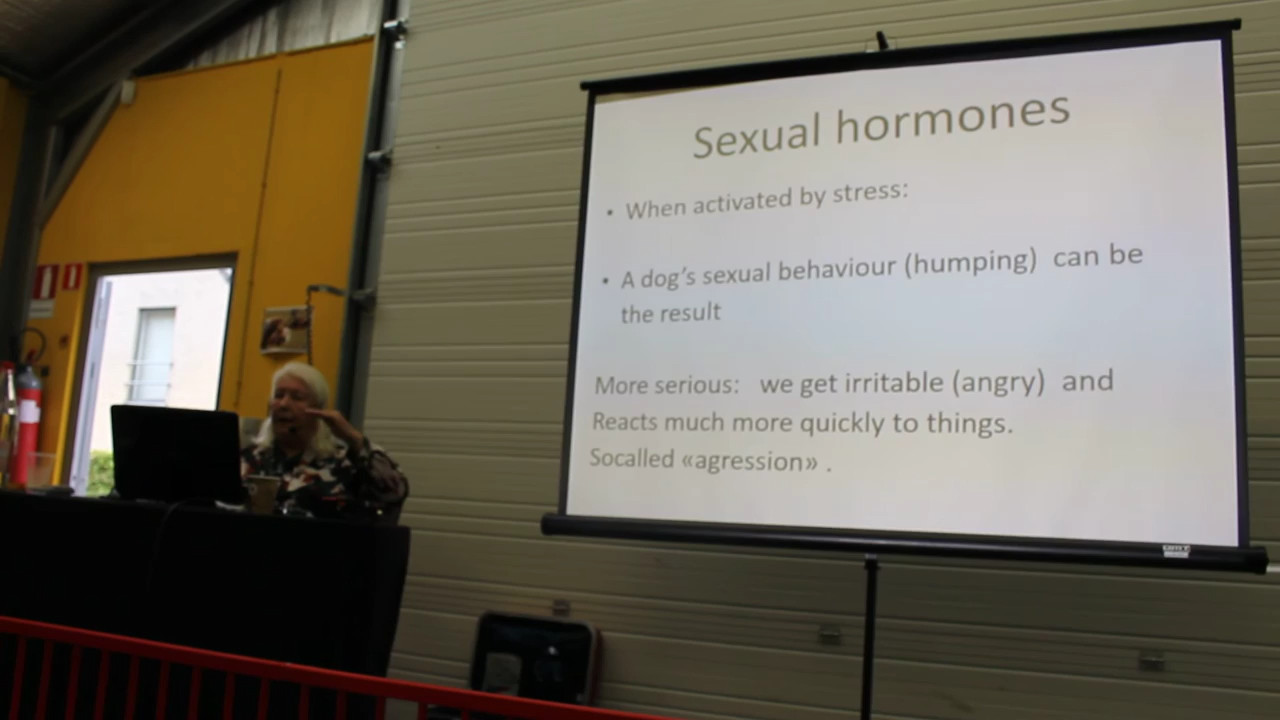 Sexual hormones
• When activated by stress:
• A dog's sexual behaviour (humping) can be
the result
More serious: we get irritable (angry) and
Reacts much more quickly to things.
Socalled «agression» .